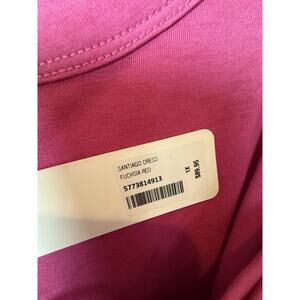 SANTIAGO DRESS
FUCHSIA RED
5773814913
1X
$89.95